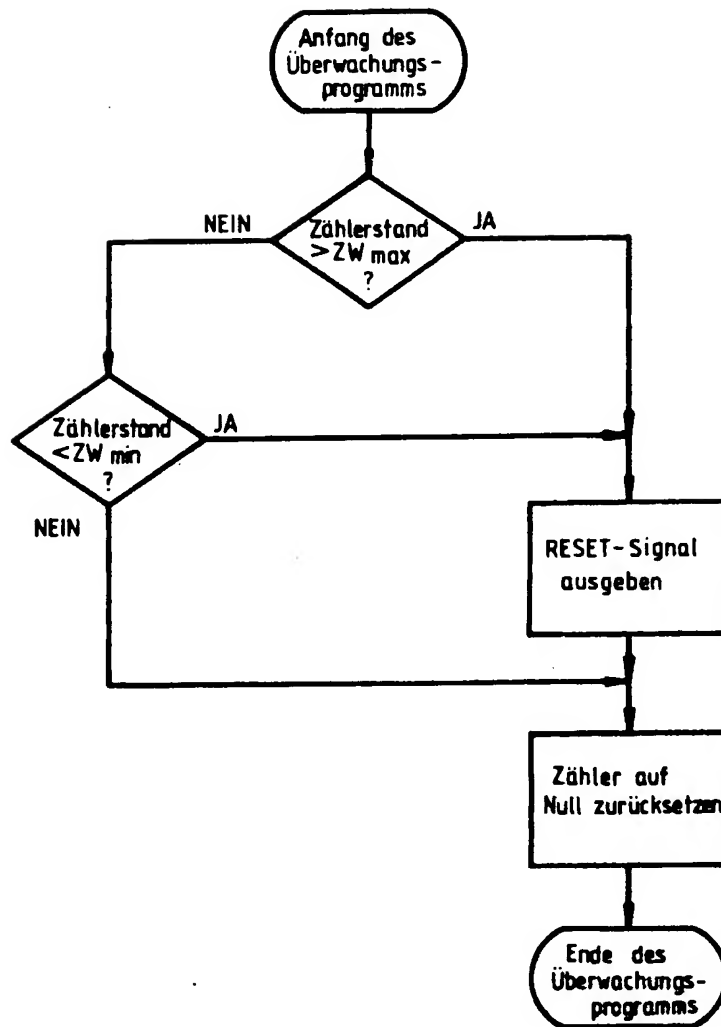 Anfang des
Überwachungs-
programms
NEIN
Zählerstand
>ZW max
?
JA
Zählerstand
<ZW min
?
JA
NEIN
RESET-Signal
ausgeben
Zähler auf
Null zurücksetzen
Ende des
Überwachungs-
programms